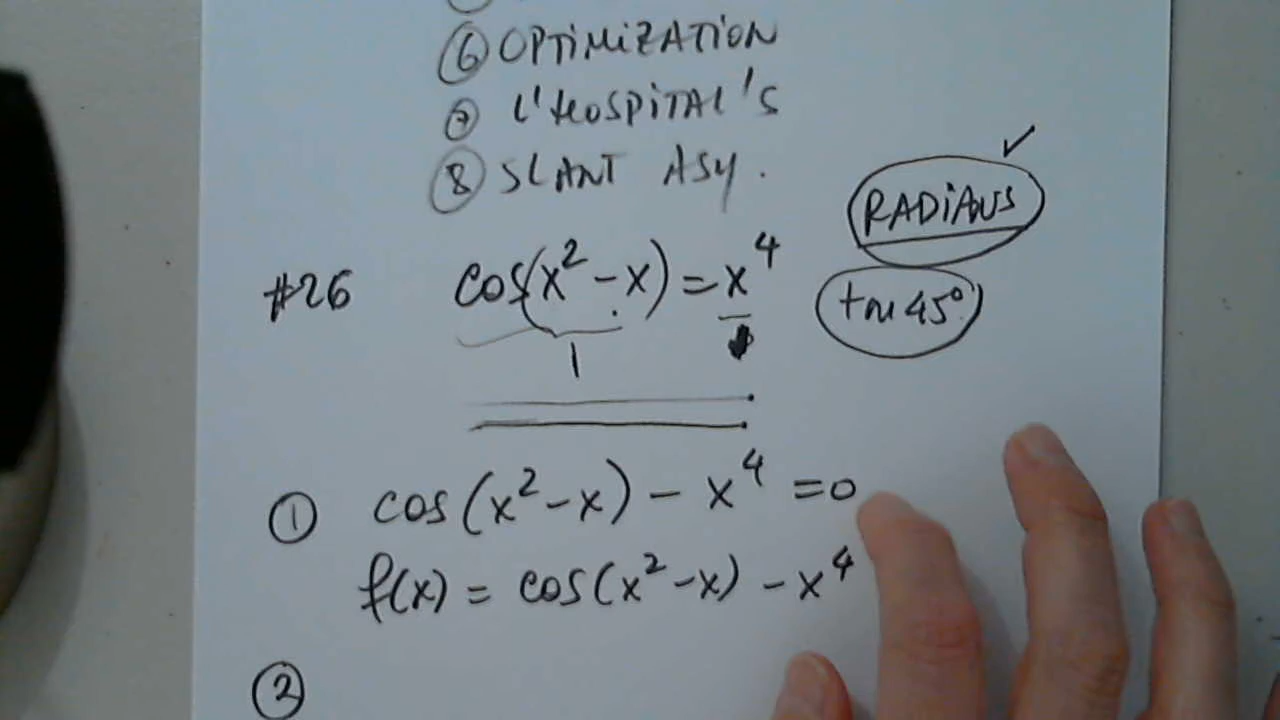 ⑥ OPTIMIZATION
⑦ L'HOSPITAL'S
⑧ SLANT ASY.
RADIANS
#26 cos(x² - x) = x⁴
tan 45°
1
① cos(x² - x) - x⁴ = 0
f(x) = cos(x² - x) - x⁴
②